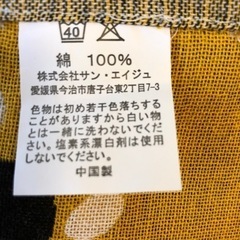 40
綿 100%
株式会社サン・エイジュ
愛媛県今治市唐子台東2丁目7-3
色物は初め若干色落ちする
ことがありますから白い物
とは一緒に洗わないでくだ
さい。塩素系漂白剤は使用
しないで下さい。
中国製